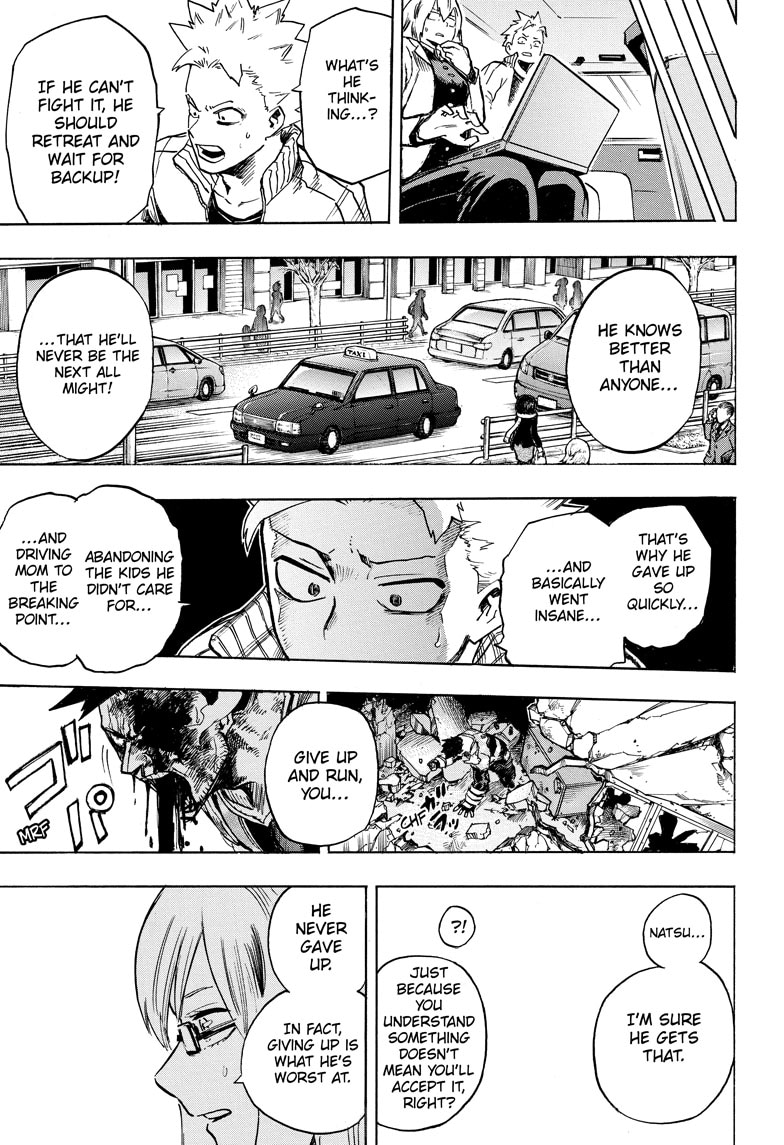 WHAT'S
HE
THINK-
ING...?
IF HE CAN'T
FIGHT IT, HE
SHOULD
RETREAT AND
WAIT FOR
BACKUP!
TAXI
HE KNOWS
BETTER
THAN
ANYONE...
...THAT HE'LL
NEVER BE THE
NEXT ALL
MIGHT!
THAT'S
WHY HE
GAVE UP
SO
QUICKLY...
...AND
BASICALLY
WENT
INSANE...
ABANDONING
THE KIDS HE
DIDN'T CARE
FOR...
...AND
DRIVING
MOM TO
THE
BREAKING
POINT...
CHF
GIVE UP
AND RUN,
YOU...
ゴパ
MRF
NATSU...
I'M SURE
HE GETS
THAT.
?!
JUST
BECAUSE
YOU
UNDERSTAND
SOMETHING
DOESN'T
MEAN YOU'LL
ACCEPT IT,
RIGHT?
HE
NEVER
GAVE
UP.
IN FACT,
GIVING UP IS
WHAT HE'S
WORST AT.